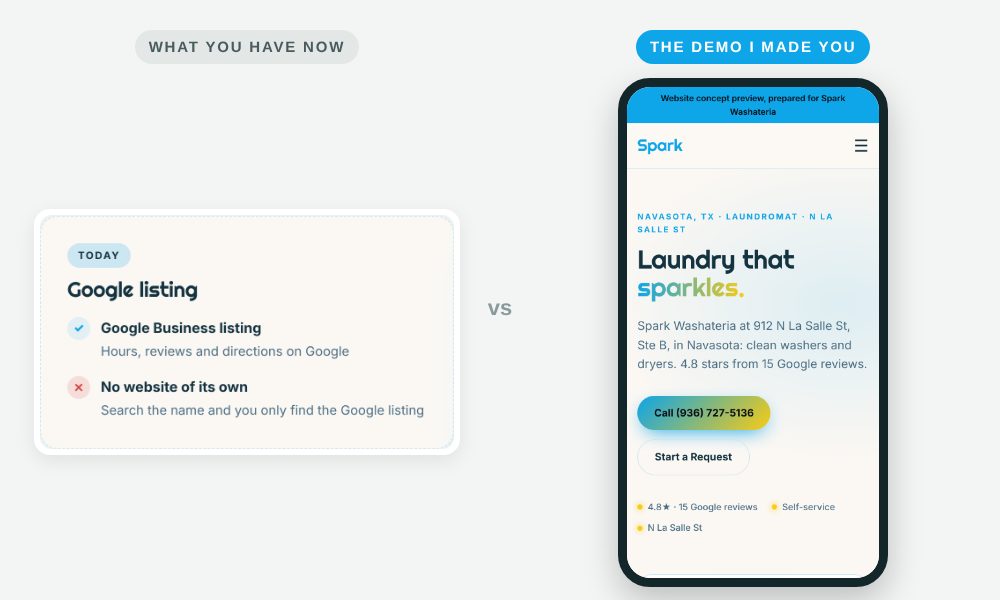 WHAT YOU HAVE NOW
TODAY
Google listing
Google Business listing
Hours, reviews and directions on Google
No website of its own
Search the name and you only find the Google listing
vs
THE DEMO I MADE YOU
Website concept preview, prepared for Spark
Washateria
Spark
NAVASOTA, TX · LAUNDROMAT · N LA
SALLE ST
Laundry that
sparkles.
Spark Washateria at 912 N La Salle St,
Ste B, in Navasota: clean washers and
dryers. 4.8 stars from 15 Google reviews.
Call (936) 727-5136
Start a Request
4.8★ · 15 Google reviews
Self-service
N La Salle St